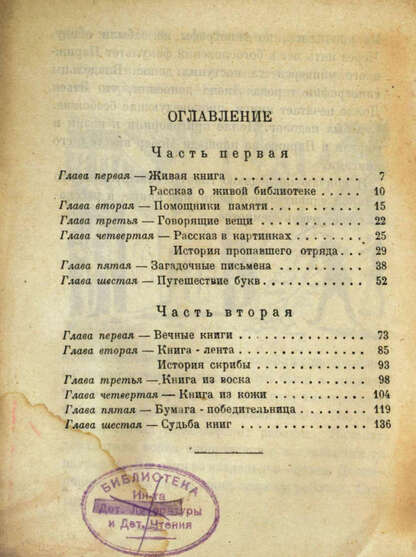 ОГЛАВЛЕНИЕ
Часть первая
Глава первая — Живая книга . . . . . . . . . . . . . 7
Рассказ о живой библиотеке . . . . . 10
Глава вторая — Помощники памяти . . . . . . . . . . 15
Глава третья — Говорящие вещи . . . . . . . . . . . 22
Глава четвертая — Рассказ в картинках . . . . . . . 25
История пропавшего отряда . . . 29
Глава пятая — Загадочные письмена . . . . . . . . . 38
Глава шестая — Путешествие букв . . . . . . . . . . 52
Часть вторая
Глава первая — Вечные книги . . . . . . . . . . . . 73
Глава вторая — Книга - лента . . . . . . . . . . . . 85
История скрибы . . . . . . . . . . . 93
Глава третья — Книга из воска . . . . . . . . . . . 98
Глава четвертая — Книга из кожи . . . . . . . . . . 104
Глава пятая — Бумага - победительница . . . . . . . 119
Глава шестая — Судьба книг . . . . . . . . . . . . . 136
БИБЛИОТЕКА
Ин-та
Дет. Литературы
и Дет. Чтения